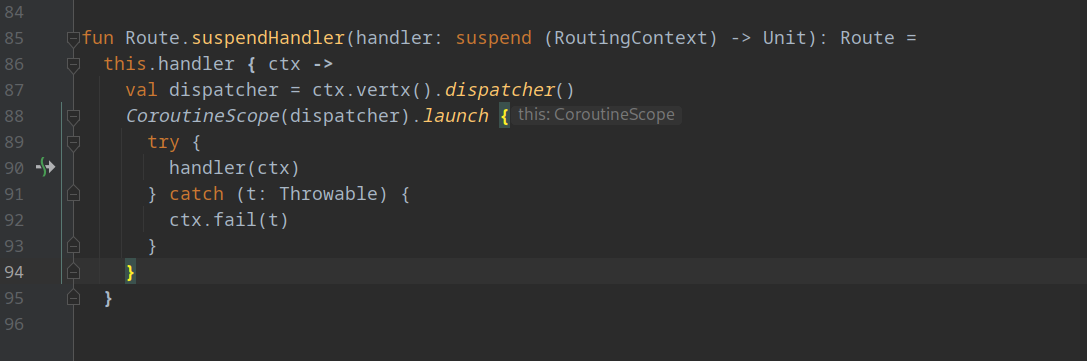 84
85 fun Route.suspendHandler(handler: suspend (RoutingContext) -> Unit): Route =
86   this.handler { ctx ->
87     val dispatcher = ctx.vertx().dispatcher()
88     CoroutineScope(dispatcher).launch { this: CoroutineScope
89       try {
90         handler(ctx)
91       } catch (t: Throwable) {
92         ctx.fail(t)
93       }
94     }
95   }
96